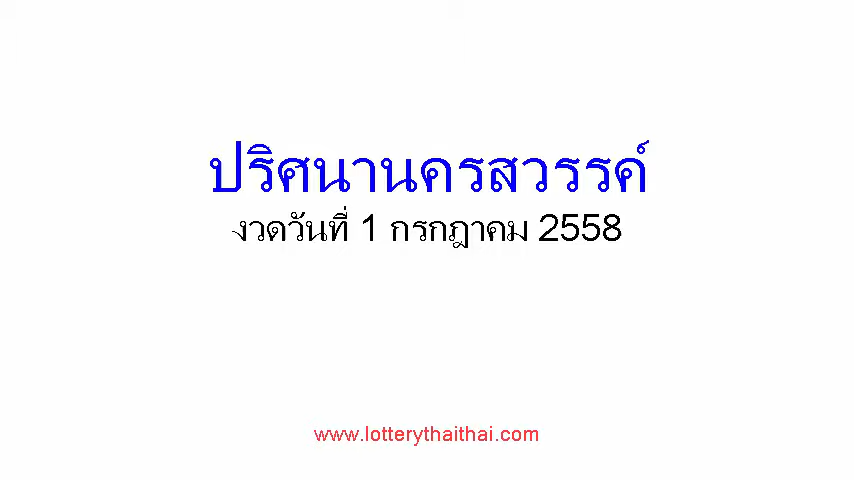 ปริศนานครสวรรค์
งวดวันที่ 1 กรกฎาคม 2558
www.lotterythaithai.com